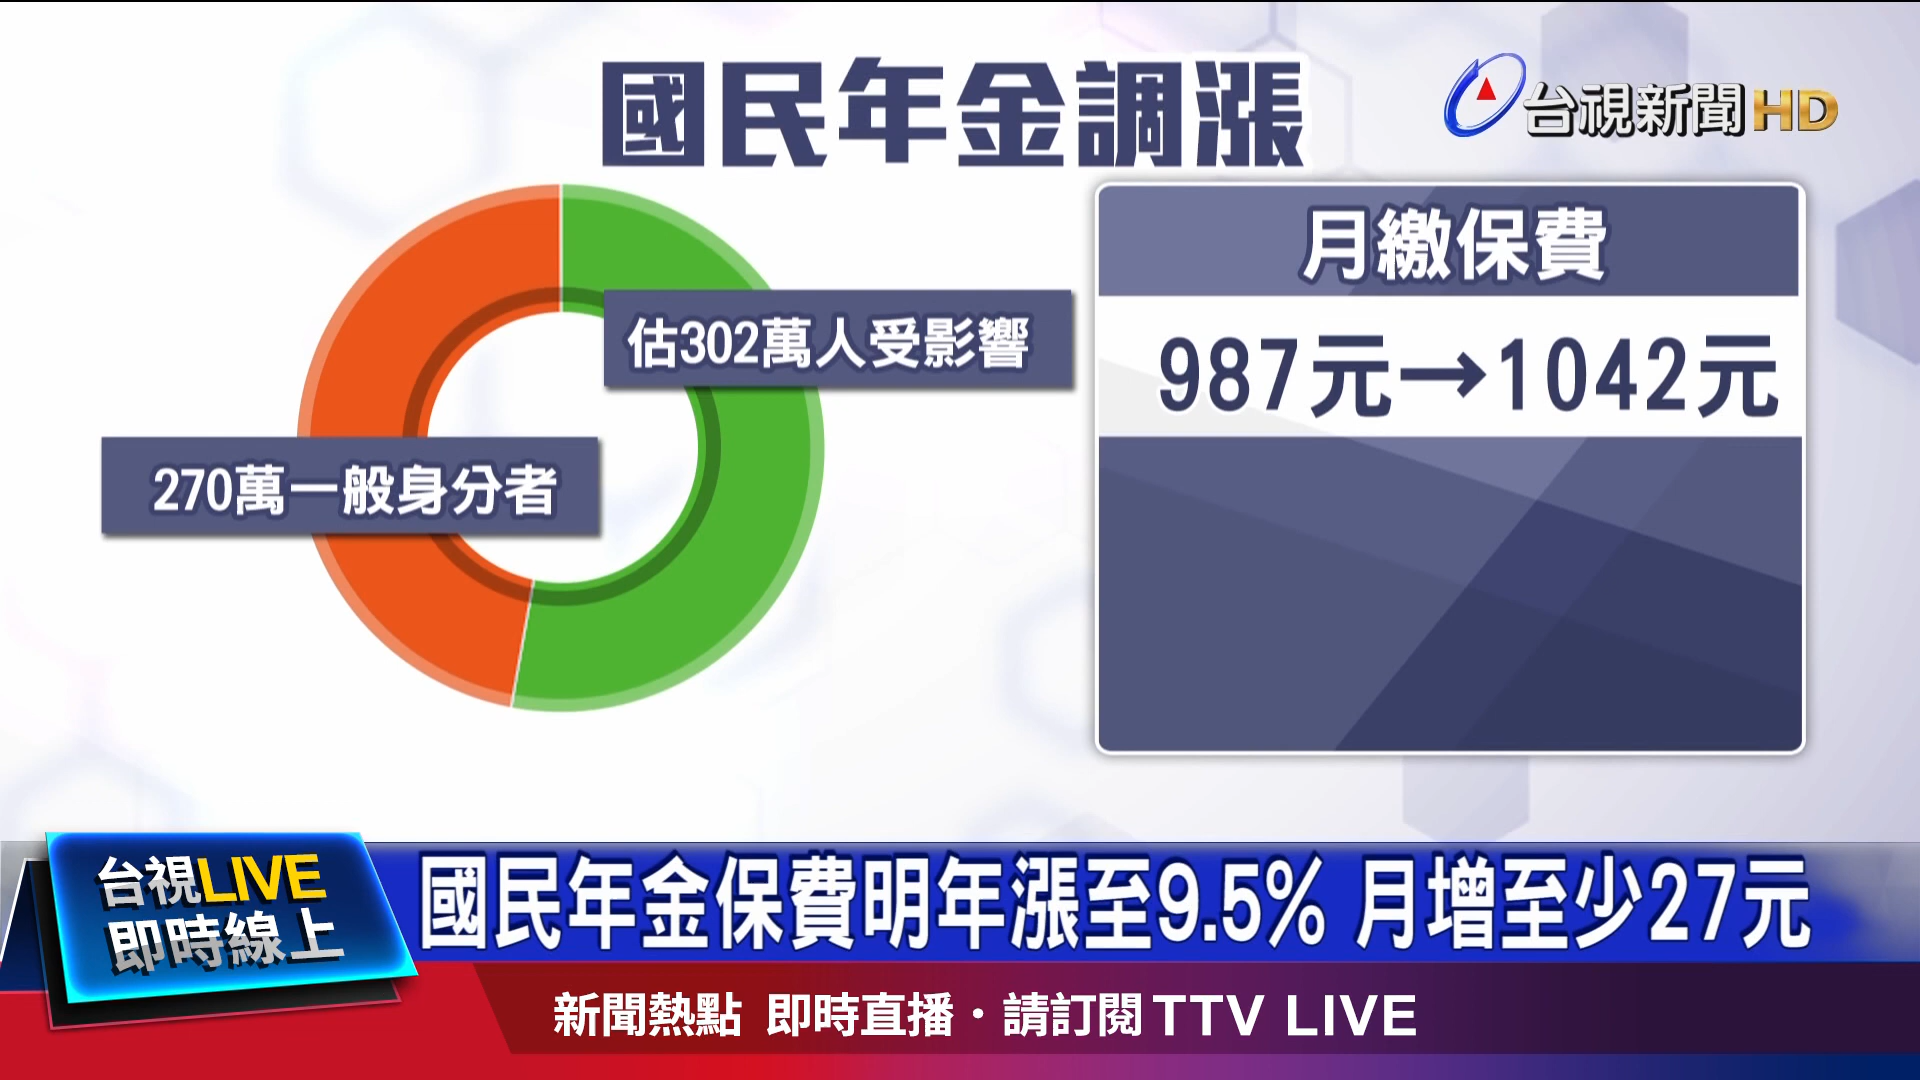 國民年金調漲
台視新聞HD
月繳保費
987元→1042元
估302萬人受影響
270萬一般身分者
台視LIVE
即時線上
國民年金保費明年漲至9.5% 月增至少27元
新聞熱點 即時直播・請訂閱TTV LIVE